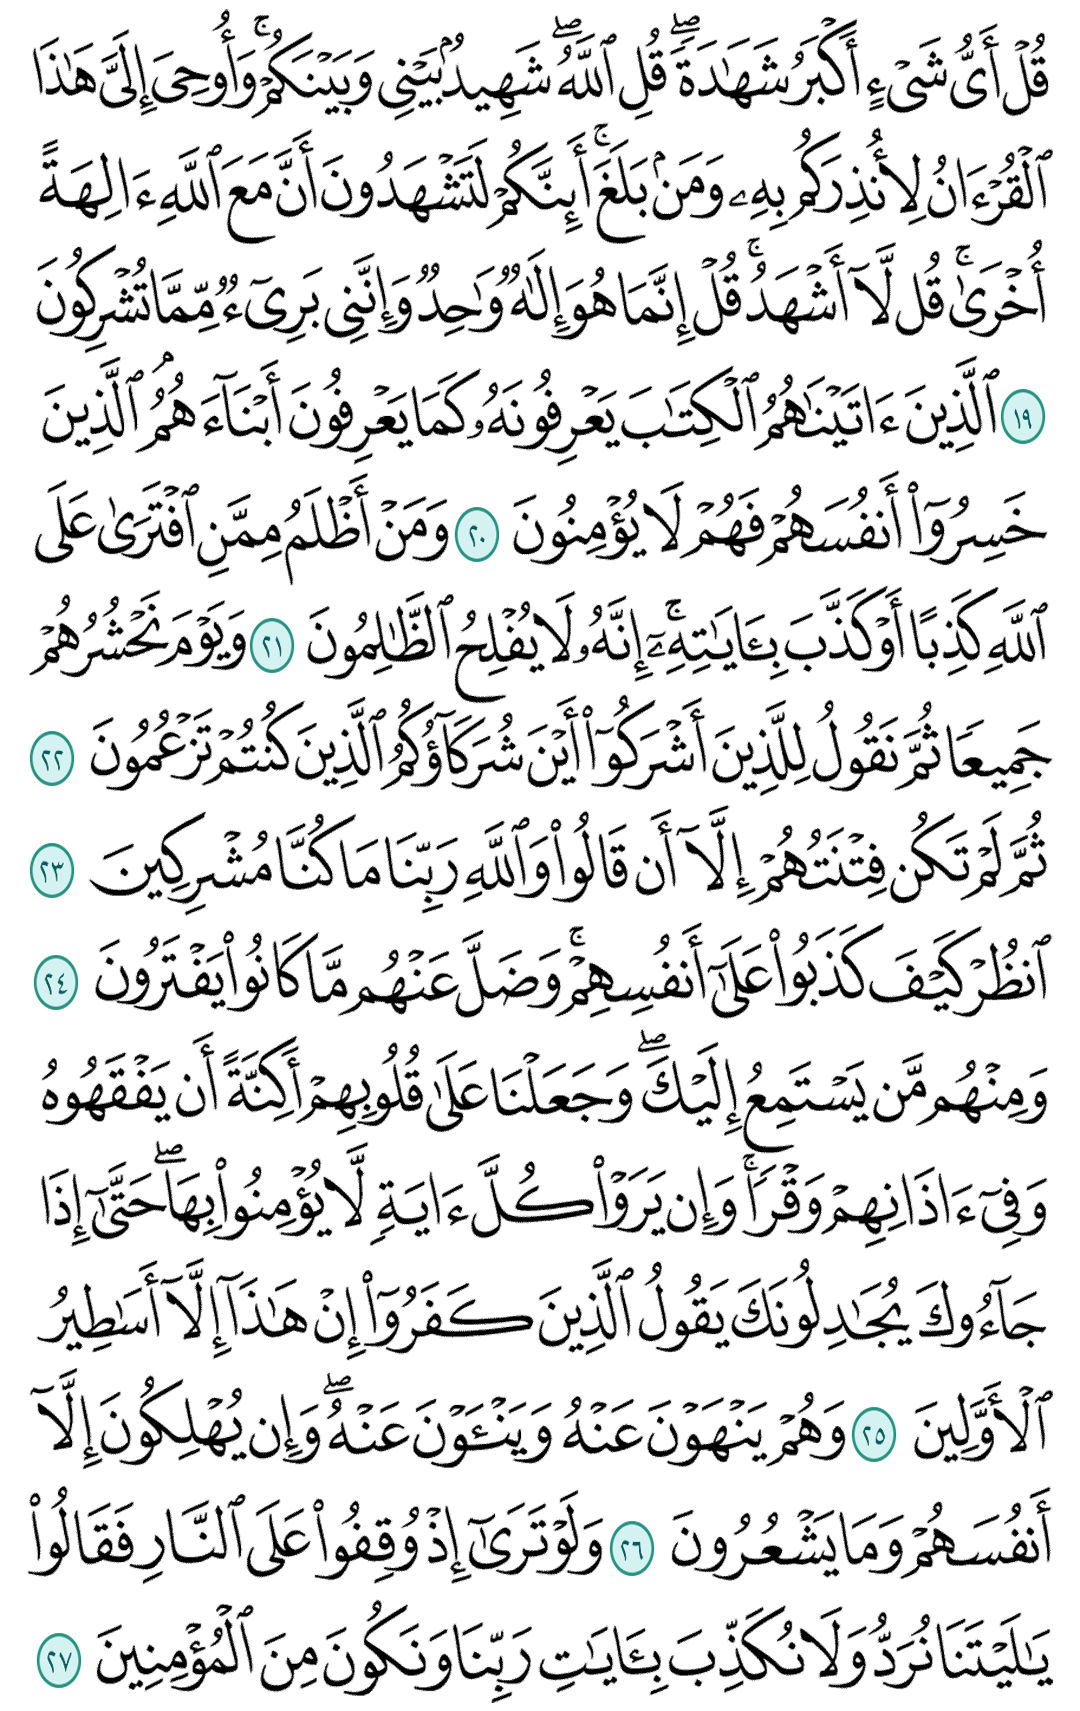 قُلْ أَىُّ شَىْءٍ أَكْبَرُ شَهَٰدَةً ۖ قُلِ ٱللَّهُ ۖ شَهِيدٌۢ بَيْنِى وَبَيْنَكُمْ ۚ وَأُوحِىَ إِلَىَّ هَٰذَا
ٱلْقُرْءَانُ لِأُنذِرَكُم بِهِۦ وَمَنۢ بَلَغَ ۚ أَئِنَّكُمْ لَتَشْهَدُونَ أَنَّ مَعَ ٱللَّهِ ءَالِهَةً
أُخْرَىٰ ۚ قُل لَّآ أَشْهَدُ ۚ قُلْ إِنَّمَا هُوَ إِلَٰهٌ وَٰحِدٌ وَإِنَّنِى بَرِىٓءٌ مِّمَّا تُشْرِكُونَ
١٩ ٱلَّذِينَ ءَاتَيْنَٰهُمُ ٱلْكِتَٰبَ يَعْرِفُونَهُۥ كَمَا يَعْرِفُونَ أَبْنَآءَهُمُ ۘ ٱلَّذِينَ
خَسِرُوٓا۟ أَنفُسَهُمْ فَهُمْ لَا يُؤْمِنُونَ ٢٠ وَمَنْ أَظْلَمُ مِمَّنِ ٱفْتَرَىٰ عَلَى
ٱللَّهِ كَذِبًا أَوْ كَذَّبَ بِـَٔايَٰتِهِۦٓ ۗ إِنَّهُۥ لَا يُفْلِحُ ٱلظَّٰلِمُونَ ٢١ وَيَوْمَ نَحْشُرُهُمْ
جَمِيعًا ثُمَّ نَقُولُ لِلَّذِينَ أَشْرَكُوٓا۟ أَيْنَ شُرَكَآؤُكُمُ ٱلَّذِينَ كُنتُمْ تَزْعُمُونَ ٢٢
ثُمَّ لَمْ تَكُن فِتْنَتُهُمْ إِلَّآ أَن قَالُوا۟ وَٱللَّهِ رَبِّنَا مَا كُنَّا مُشْرِكِينَ ٢٣
ٱنظُرْ كَيْفَ كَذَبُوا۟ عَلَىٰٓ أَنفُسِهِمْ ۚ وَضَلَّ عَنْهُم مَّا كَانُوا۟ يَفْتَرُونَ ٢٤
وَمِنْهُم مَّن يَسْتَمِعُ إِلَيْكَ ۖ وَجَعَلْنَا عَلَىٰ قُلُوبِهِمْ أَكِنَّةً أَن يَفْقَهُوهُ
وَفِىٓ ءَاذَانِهِمْ وَقْرًا ۚ وَإِن يَرَوْا۟ كُلَّ ءَايَةٍ لَّا يُؤْمِنُوا۟ بِهَا ۖ حَتَّىٰٓ إِذَا
جَآءُوكَ يُجَٰدِلُونَكَ يَقُولُ ٱلَّذِينَ كَفَرُوٓا۟ إِنْ هَٰذَآ إِلَّآ أَسَٰطِيرُ
ٱلْأَوَّلِينَ ٢٥ وَهُمْ يَنْهَوْنَ عَنْهُ وَيَنْـَٔوْنَ عَنْهُ ۖ وَإِن يُهْلِكُونَ إِلَّآ
أَنفُسَهُمْ وَمَا يَشْعُرُونَ ٢٦ وَلَوْ تَرَىٰٓ إِذْ وُقِفُوا۟ عَلَى ٱلنَّارِ فَقَالُوا۟
يَٰلَيْتَنَا نُرَدُّ وَلَا نُكَذِّبَ بِـَٔايَٰتِ رَبِّنَا وَنَكُونَ مِنَ ٱلْمُؤْمِنِينَ ٢٧